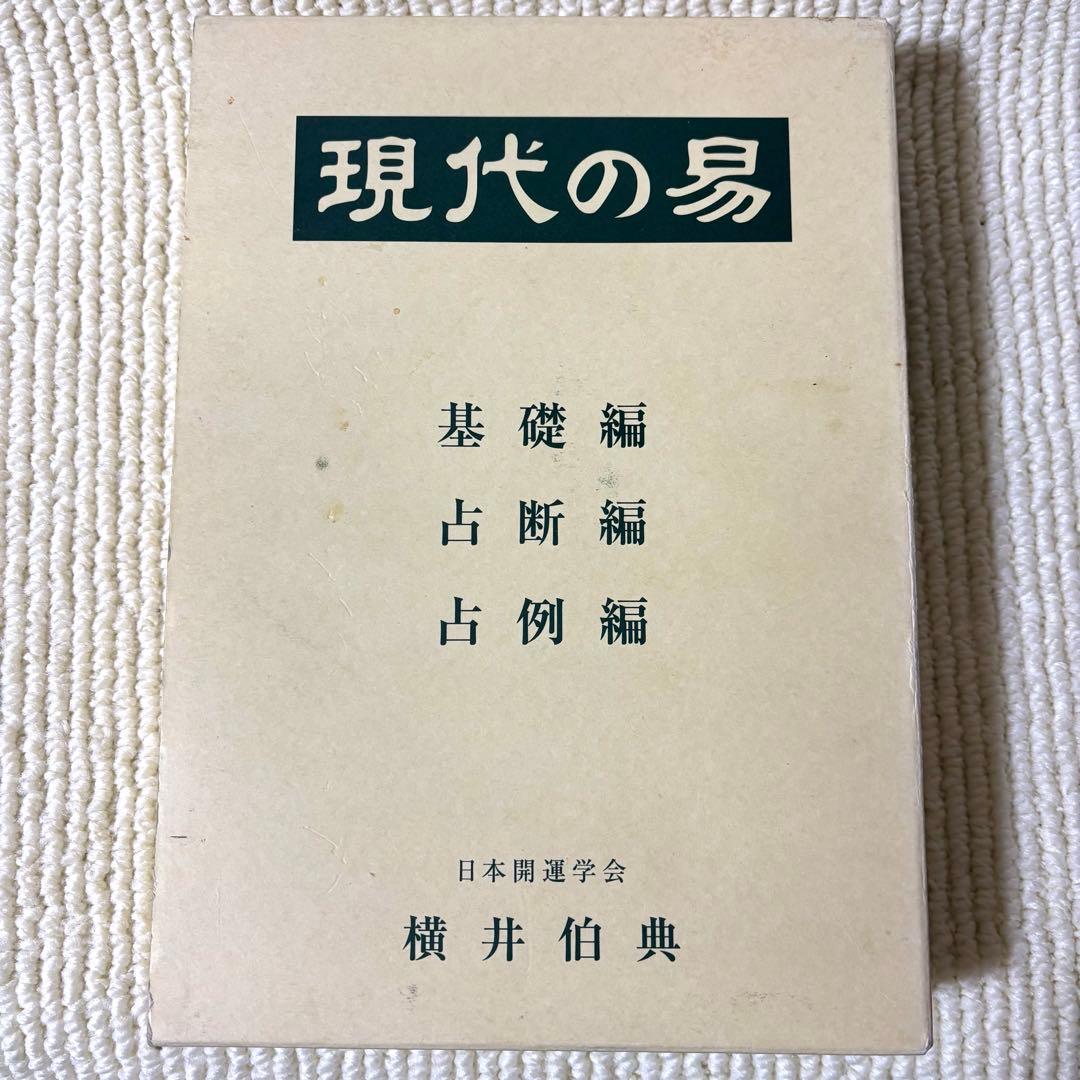 現代の易
基礎編
占断編
占例編
日本開運学会
横井伯典